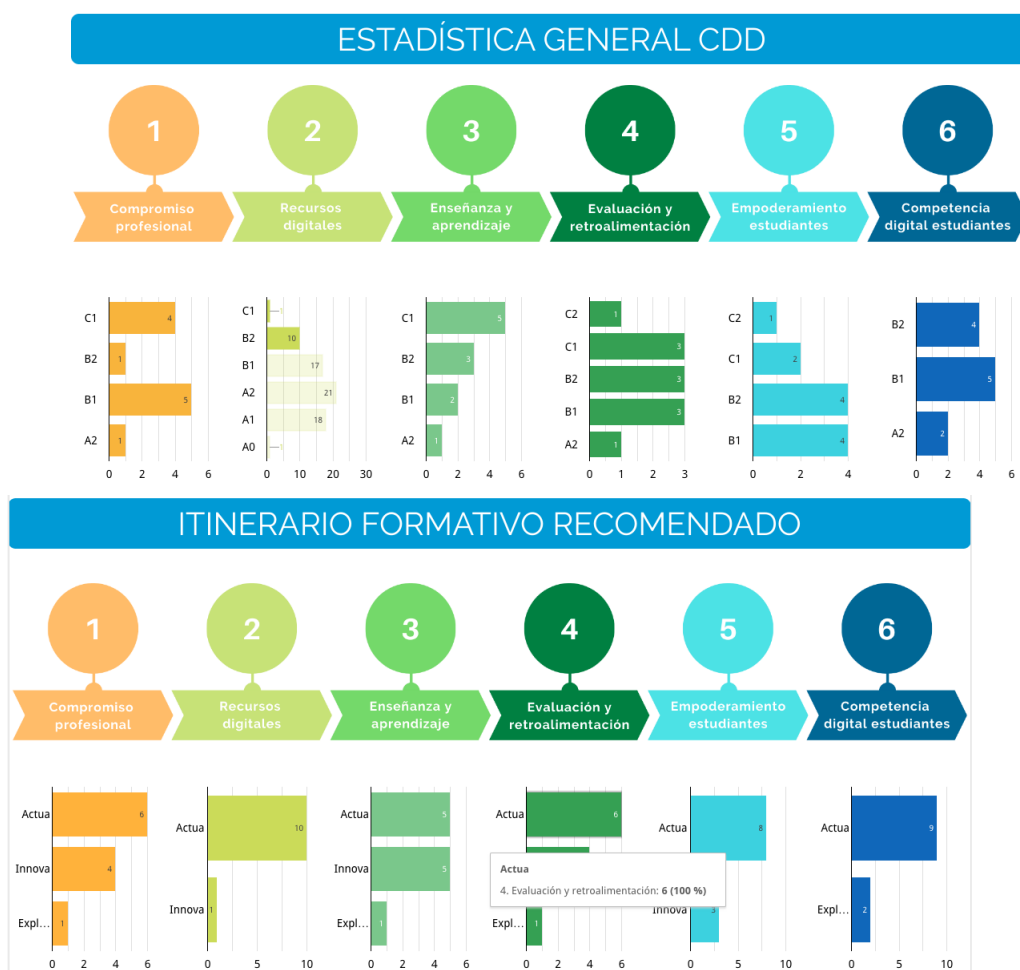 ESTADÍSTICA GENERAL CDD
1 2 3 4 5 6
Compromiso profesional
Recursos digitales
Enseñanza y aprendizaje
Evaluación y retroalimentación
Empoderamiento estudiantes
Competencia digital estudiantes
C1 4
B2 1
B1 5
A2 1
0 2 4 6
C1 1
B2 10
B1 17
A2 21
A1 18
A0 1
0 10 20 30
C1 5
B2 3
B1 2
A2 1
0 2 4 6
C2 1
C1 3
B2 3
B1 3
A2 1
0 1 2 3
C2 1
C1 2
B2 4
B1 4
0 2 4
B2 4
B1 5
A2 2
0 2 4 6
ITINERARIO FORMATIVO RECOMENDADO
1 2 3 4 5 6
Compromiso profesional
Recursos digitales
Enseñanza y aprendizaje
Evaluación y retroalimentación
Empoderamiento estudiantes
Competencia digital estudiantes
Actua 6
Innova 4
Expl... 1
0 2 4 6
Actua 10
Innova 1
0 5 10
Actua 5
Innova 5
Expl... 1
0 2 4 6
Actua 6
Actua
4. Evaluación y retroalimentación: 6 (100 %)
Expl... 1
0 2 4 6
8
Innova 3
0 5 10
Actua 9
Expl... 2
0 5 10